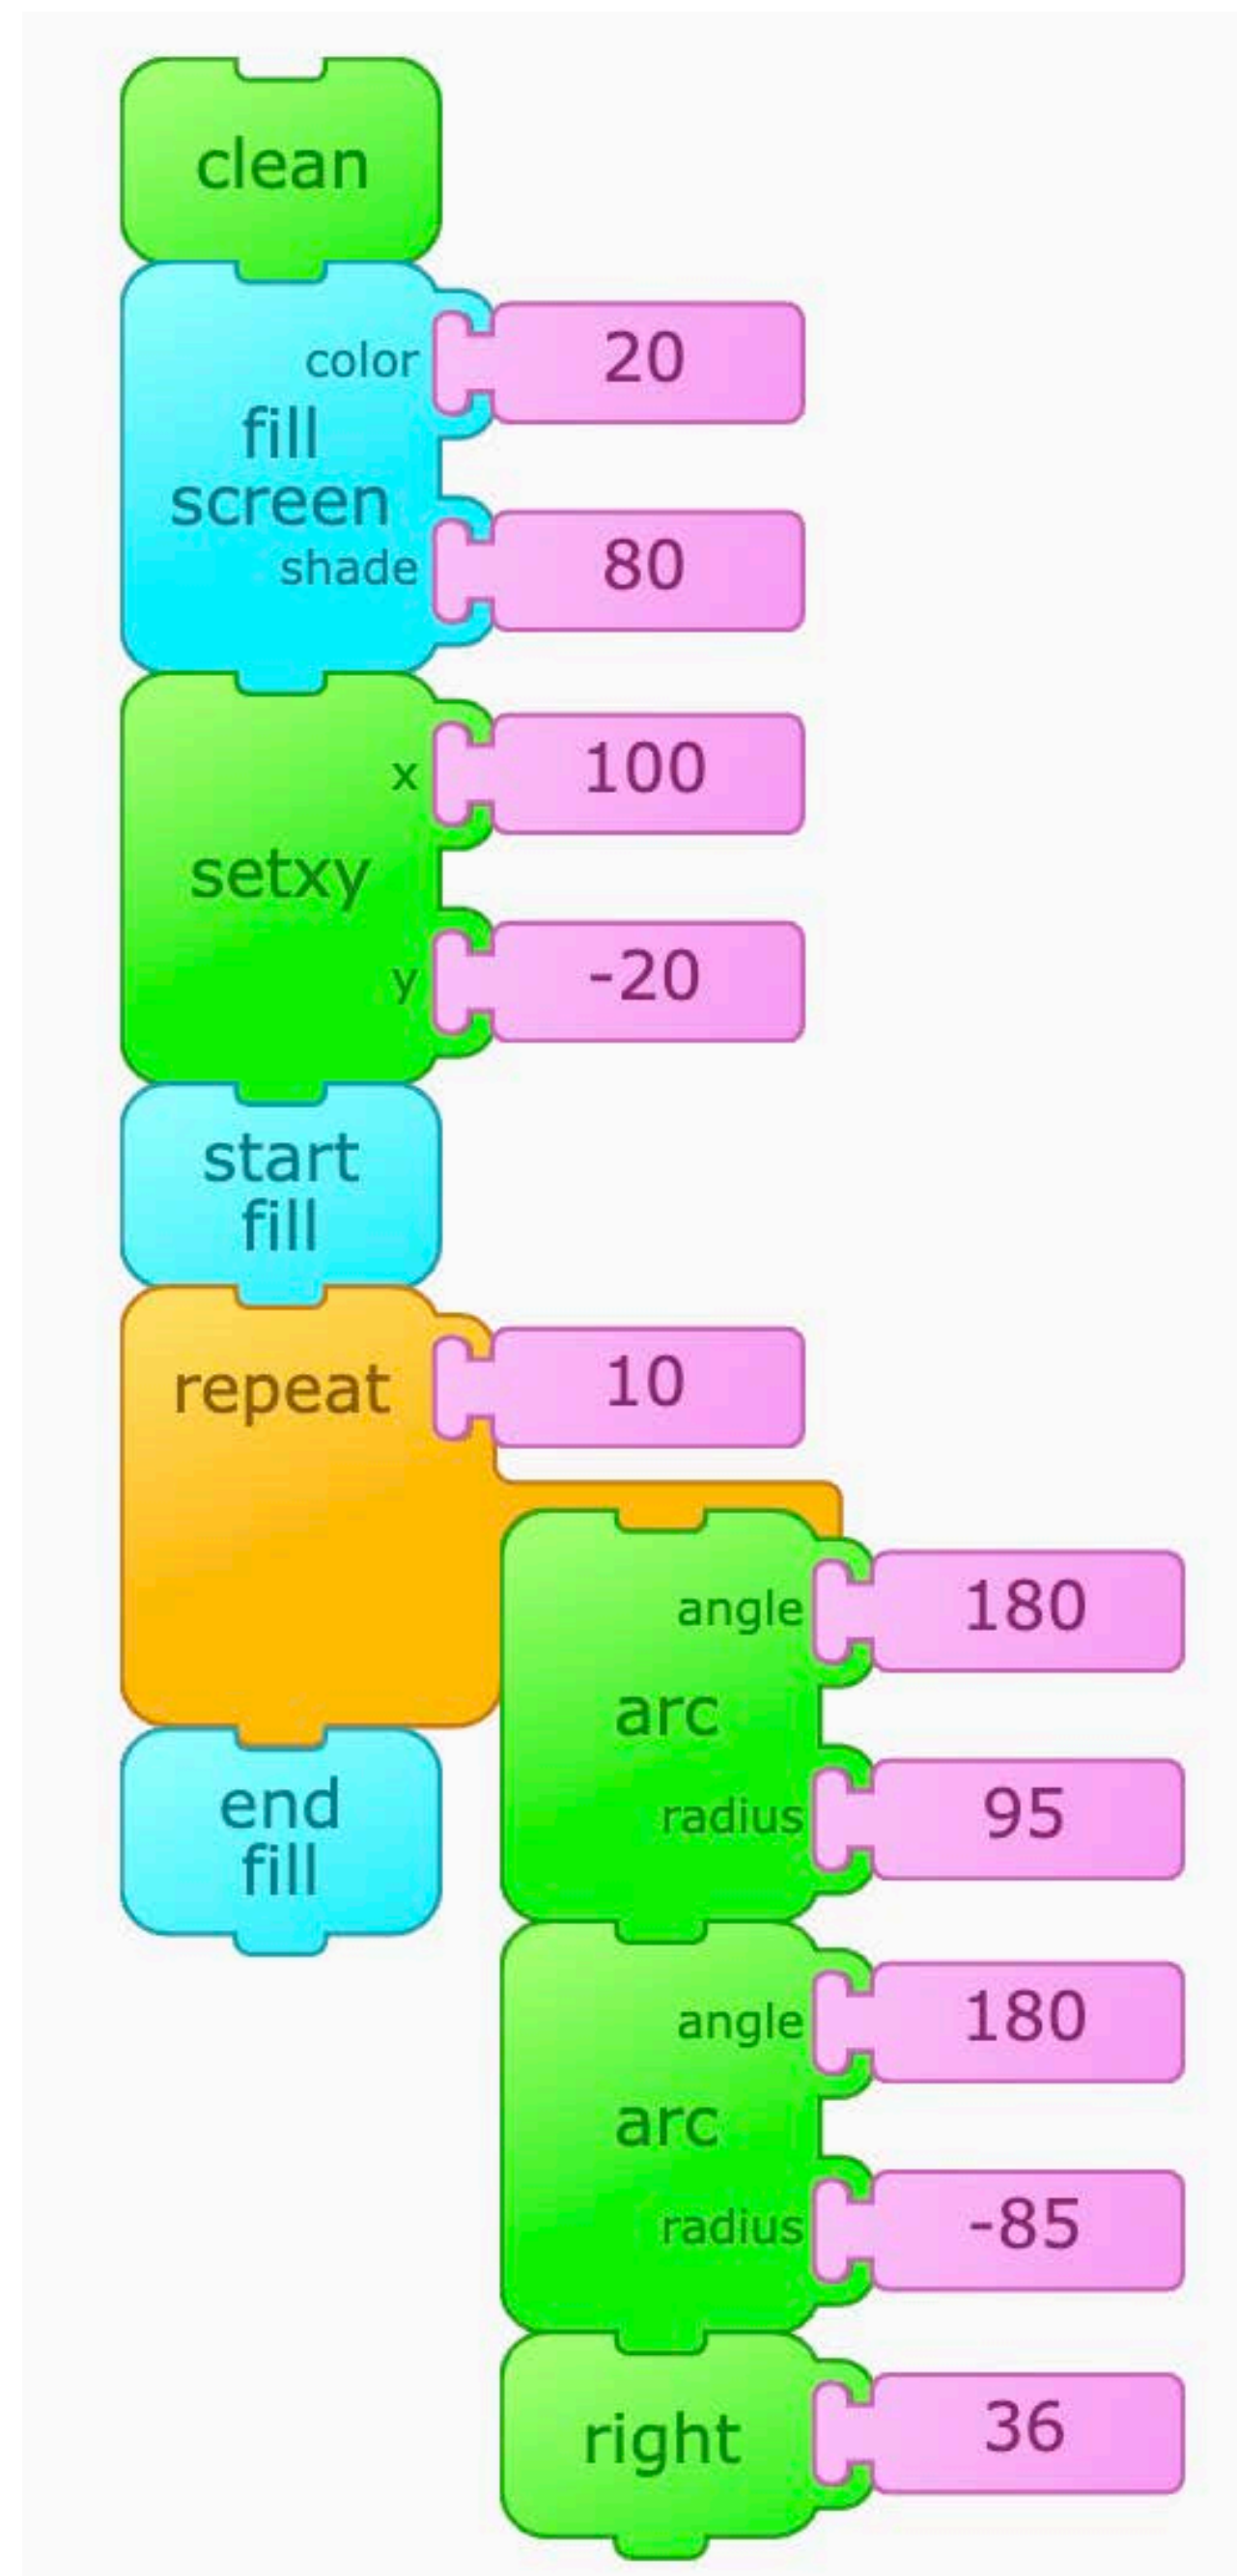 clean
color 20
fill
screen
shade 80
x 100
setxy
y -20
start
fill
repeat 10
angle 180
arc
radius 95
end
fill
angle 180
arc
radius -85
right 36